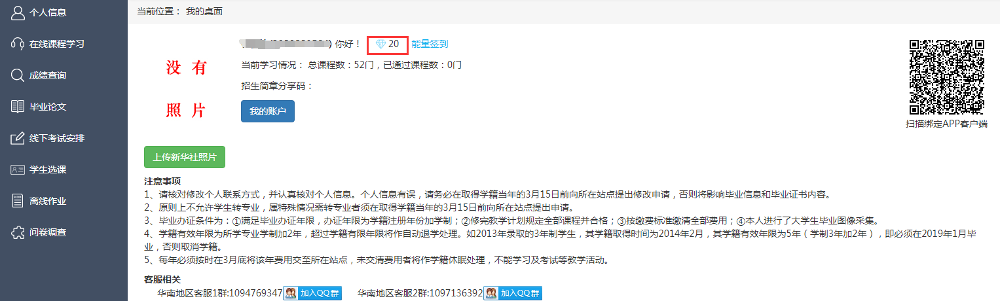 个人信息
在线课程学习
成绩查询
毕业论文
线下考试安排
学生选课
离线作业
问卷调查
当前位置： 我的桌面
没 有
照 片
你好！ 20 能量签到
当前学习情况： 总课程数：52门，已通过课程数：0门
招生简章分享码：
我的账户
扫描绑定APP客户端
上传新华社照片
注意事项
1、请核对修改个人联系方式，并认真核对个人信息。个人信息有误，请务必在取得学籍当年的3月15日前向所在站点提出修改申请，否则将影响毕业信息和毕业证书内容。
2、原则上不允许学生转专业，属特殊情况需转专业者须在取得学籍当年的3月15日前向所在站点提出申请。
3、毕业办证条件为：①满足毕业办证年限，办证年限为学籍注册年份加学制；②修完教学计划规定全部课程并合格；③按缴费标准缴清全部费用；④本人进行了大学生毕业图像采集。
4、学籍有效年限为所学专业学制加2年，超过学籍有限年限将作自动退学处理。如2013年录取的3年制学生，其学籍取得时间为2014年2月，其学籍有效年限为5年（学制3年加2年），即必须在2019年1月毕
业，否则取消学籍。
5、每年必须按时在3月底将该年费用交至所在站点，未交清费用者将作学籍休眠处理，不能学习及考试等教学活动。
客服相关
华南地区客服1群:1094769347 加入QQ群 华南地区客服2群:1097136392 加入QQ群